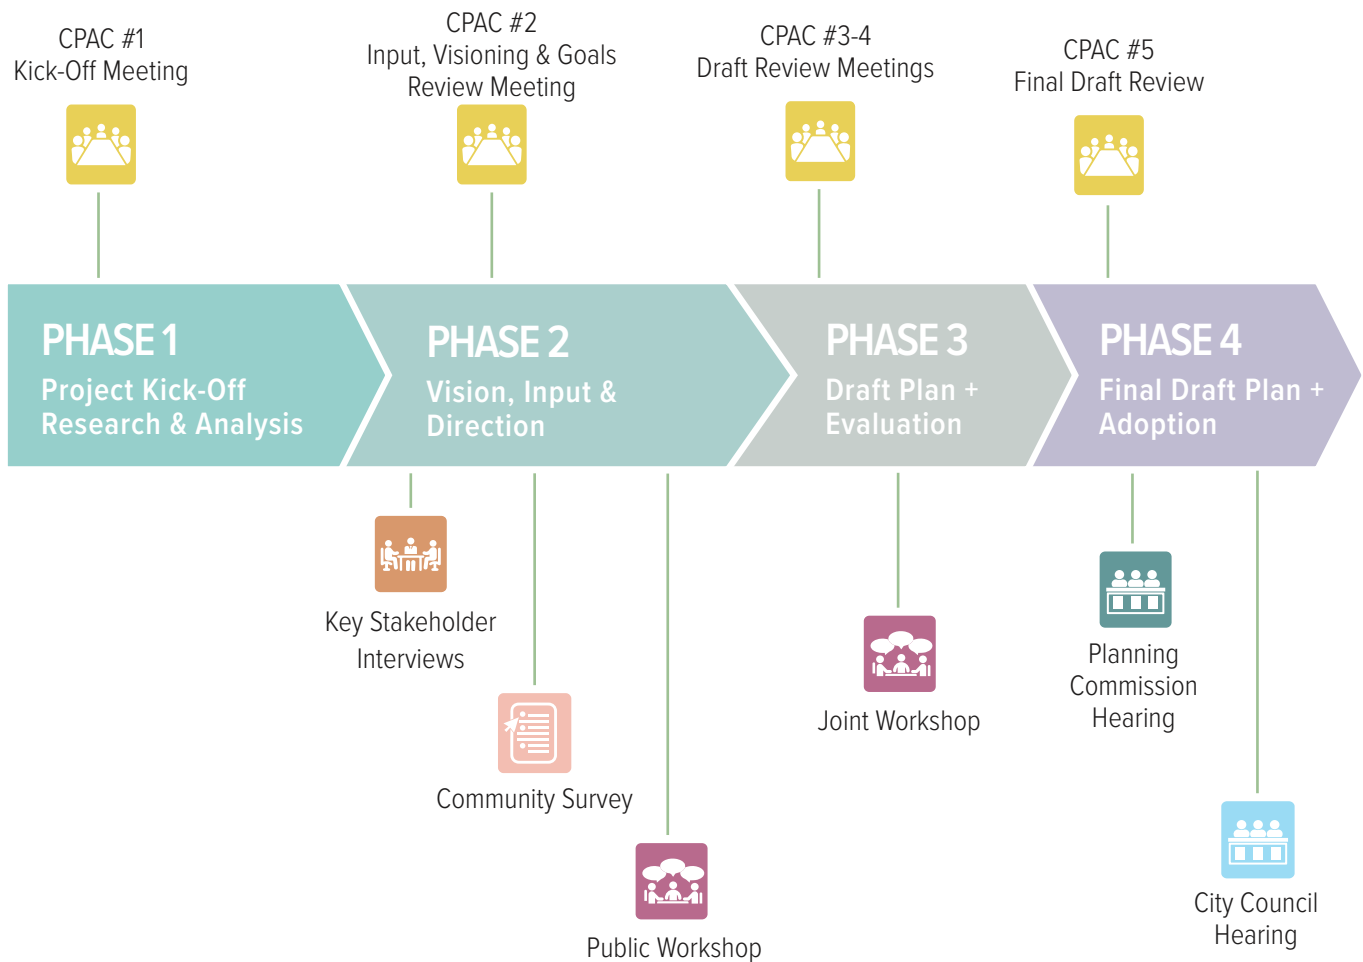 CPAC #1
Kick-Off Meeting
CPAC #2
Input, Visioning & Goals
Review Meeting
CPAC #3-4
Draft Review Meetings
CPAC #5
Final Draft Review
PHASE 1
Project Kick-Off
Research & Analysis
PHASE 2
Vision, Input &
Direction
PHASE 3
Draft Plan +
Evaluation
PHASE 4
Final Draft Plan +
Adoption
Key Stakeholder
Interviews
Community Survey
Public Workshop
Joint Workshop
Planning
Commission
Hearing
City Council
Hearing